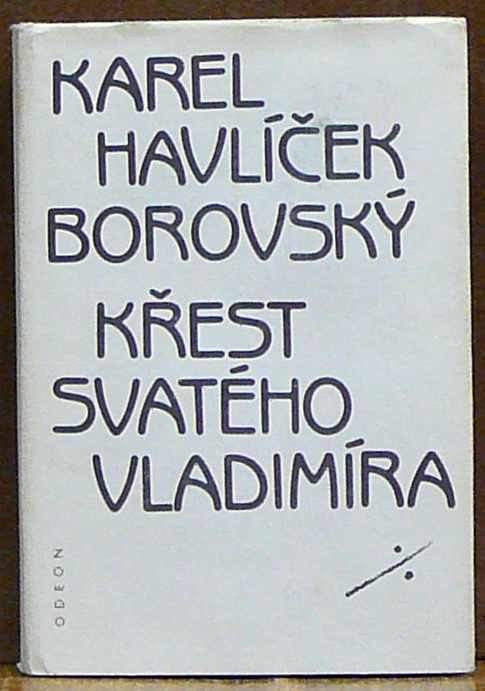 KAREL
HAVLÍČEK
BOROVSKÝ
KŘEST
SVATÉHO
VLADIMÍRA
ODEON